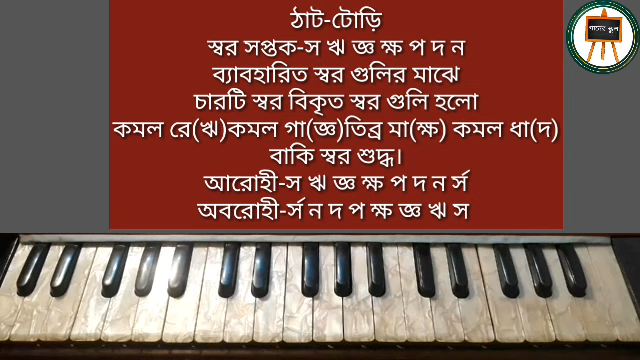 ঠাট-টোড়ি
স্বর সপ্তক-স ঋ জ্ঞ ক্ষ প দ ন
ব্যাবহারিত স্বর গুলির মাঝে
চারটি স্বর বিকৃত স্বর গুলি হলো
কমল রে(ঋ)কমল গা(জ্ঞ)তিব্র মা(ক্ষ) কমল ধা(দ)
বাকি স্বর শুদ্ধ।
আরোহী-স ঋ জ্ঞ ক্ষ প দ ন র্স
অবরোহী-র্স ন দ প ক্ষ জ্ঞ ঋ স
গানের স্কুল